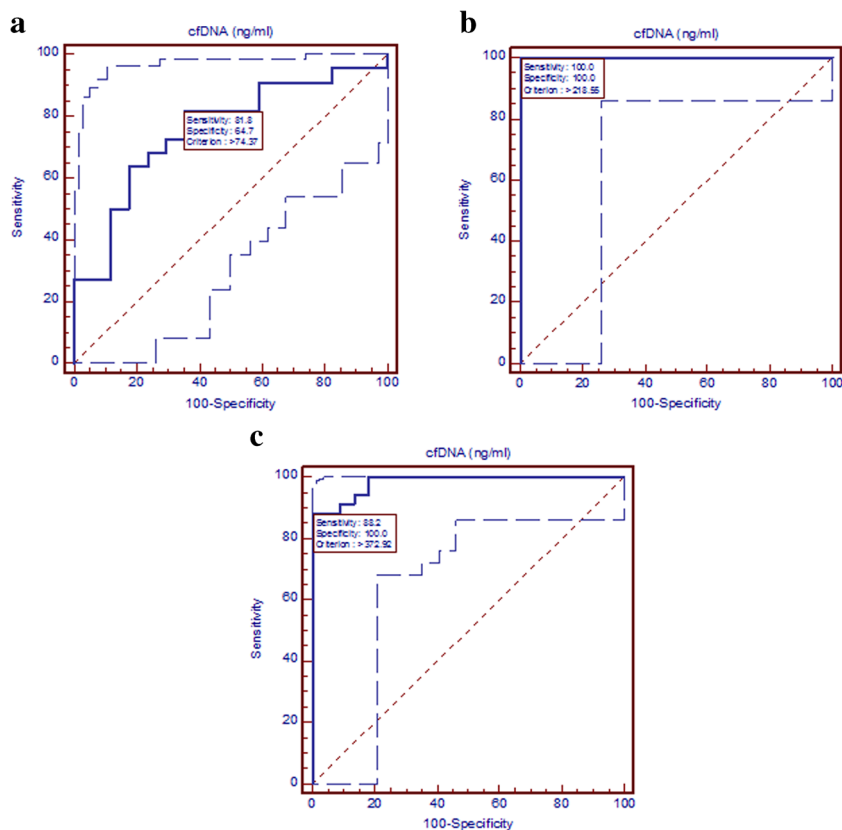 a
cfDNA (ng/ml)
100
80
60
40
20
0
Sensitivity
Sensitivity: 81.8
Specificity: 64.7
Criterion : >74.37
0 20 40 60 80 100
100-Specificity
b
cfDNA (ng/ml)
100
80
60
40
20
0
Sensitivity
Sensitivity: 100.0
Specificity: 100.0
Criterion : >218.55
0 20 40 60 80 100
100-Specificity
c
cfDNA (ng/ml)
100
80
60
40
20
0
Sensitivity
Sensitivity: 88.2
Specificity: 100.0
Criterion : >372.92
0 20 40 60 80 100
100-Specificity